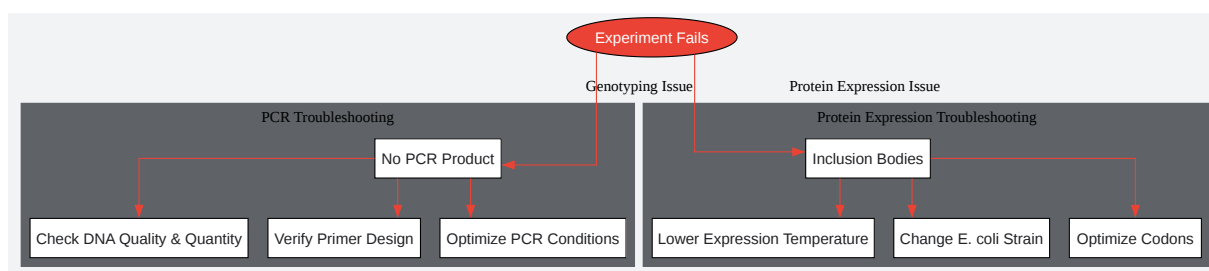 Experiment Fails
Genotyping Issue
Protein Expression Issue
PCR Troubleshooting
Protein Expression Troubleshooting
No PCR Product
Inclusion Bodies
Check DNA Quality & Quantity
Verify Primer Design
Optimize PCR Conditions
Lower Expression Temperature
Change E. coli Strain
Optimize Codons